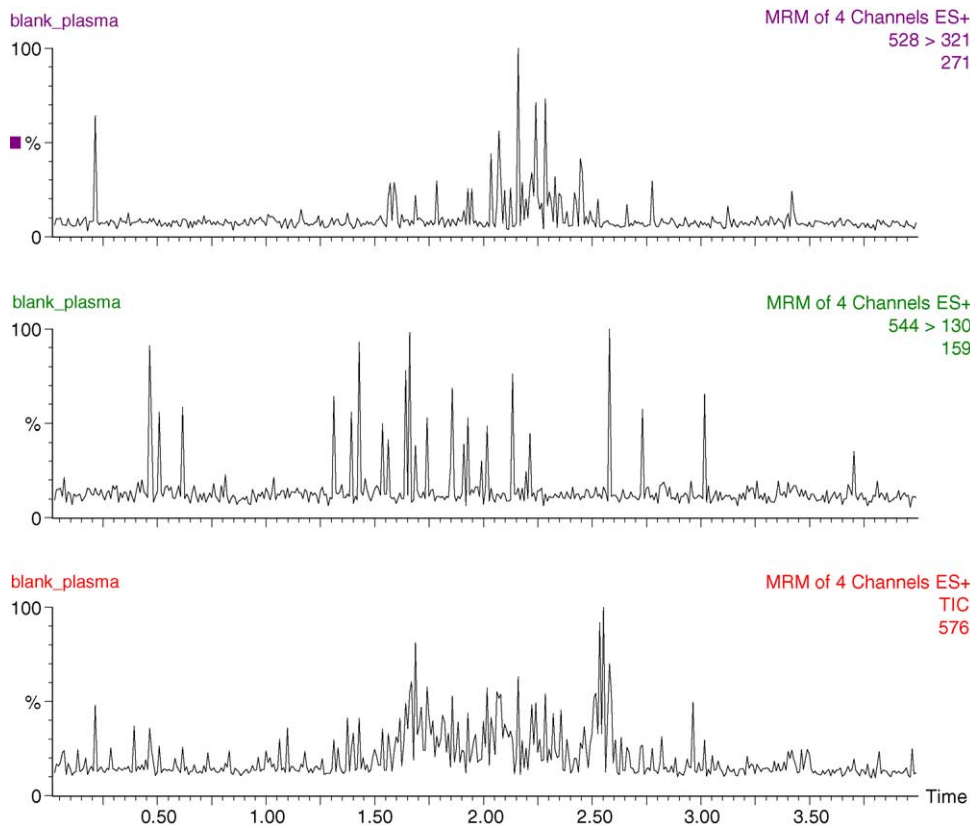 blank_plasma
MRM of 4 Channels ES+
528 > 321
271
100
%
0
blank_plasma
MRM of 4 Channels ES+
544 > 130
159
100
%
0
blank_plasma
MRM of 4 Channels ES+
TIC
576
100
%
0
Time
0.50 1.00 1.50 2.00 2.50 3.00 3.50